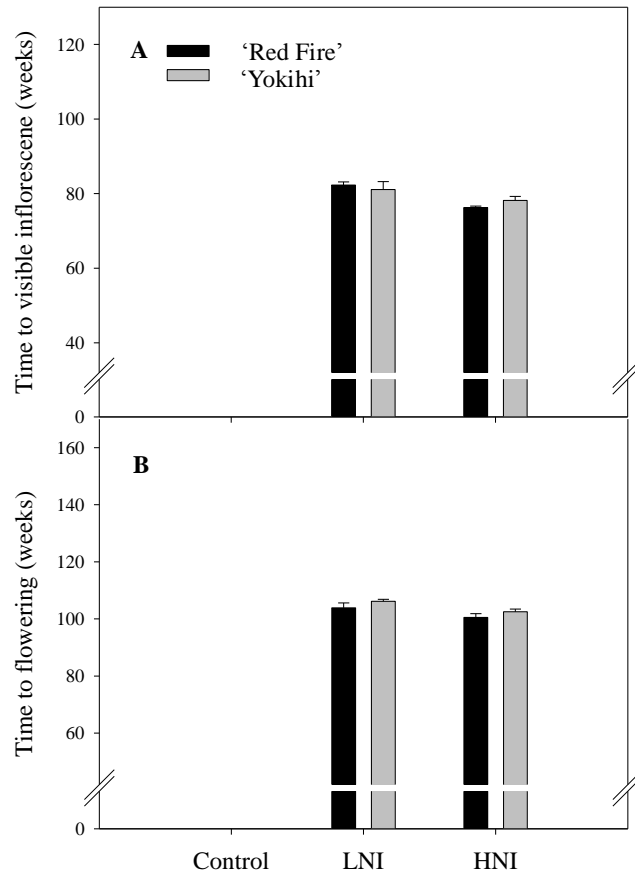 A
'Red Fire'
'Yokihi'
Time to visible inflorescene (weeks)
120
100
80
60
40
0
B
Time to flowering (weeks)
160
140
120
100
80
60
0
Control LNI HNI